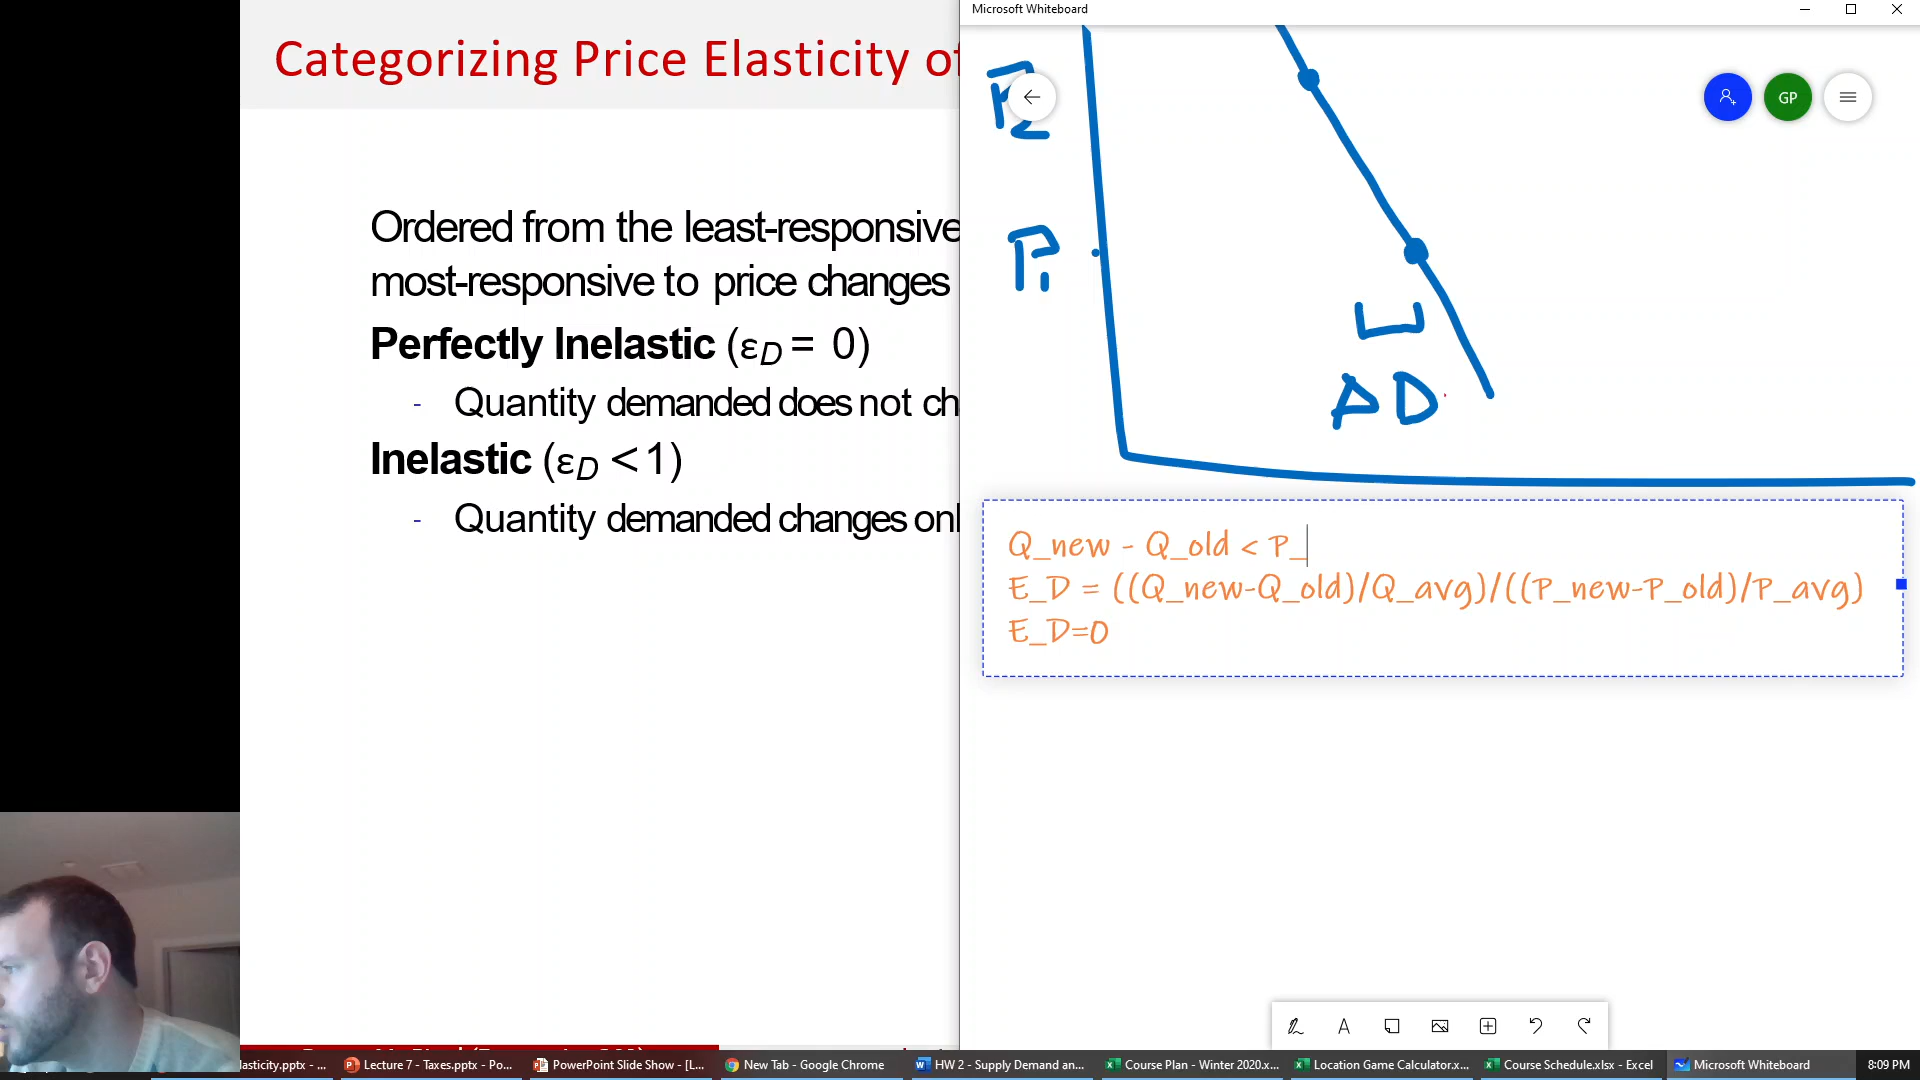 Microsoft Whiteboard
Categorizing Price Elasticity of
Ordered from the least-responsive
most-responsive to price changes
Perfectly Inelastic (εD = 0)
- Quantity demanded does not ch
Inelastic (εD < 1)
- Quantity demanded changes onl
P2
P1
GP
Q_new - Q_old < P_
E_D = ((Q_new-Q_old)/Q_avg)/((P_new-P_old)/P_avg)
E_D=0
A
lasticity.pptx - ...
Lecture 7 - Taxes.pptx - Po...
PowerPoint Slide Show - [L...
New Tab - Google Chrome
HW 2 - Supply Demand an...
Course Plan - Winter 2020.x...
Location Game Calculator.x...
Course Schedule.xlsx - Excel
Microsoft Whiteboard
8:09 PM